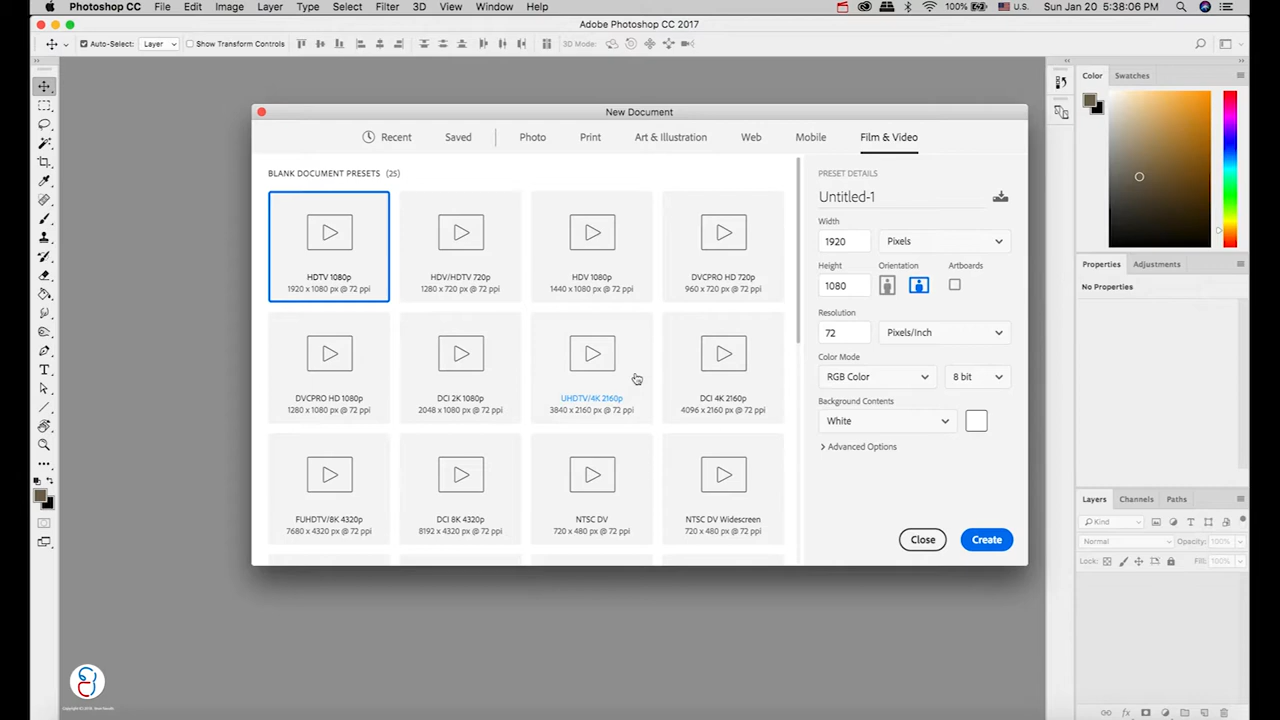 Photoshop CC File Edit Image Layer Type Select Filter 3D View Window Help 100% U.S. Sun Jan 20 5:38:06 PM
Adobe Photoshop CC 2017
Auto-Select: Layer Show Transform Controls 3D Mode:
Color Swatches
New Document
Recent Saved Photo Print Art & Illustration Web Mobile Film & Video
BLANK DOCUMENT PRESETS (25)
HDTV 1080p
1920 x 1080 px @ 72 ppi
HDV/HDTV 720p
1280 x 720 px @ 72 ppi
HDV 1080p
1440 x 1080 px @ 72 ppi
DVCPRO HD 720p
960 x 720 px @ 72 ppi
DVCPRO HD 1080p
1280 x 1080 px @ 72 ppi
DCI 2K 1080p
2048 x 1080 px @ 72 ppi
UHDTV/4K 2160p
3840 x 2160 px @ 72 ppi
DCI 4K 2160p
4096 x 2160 px @ 72 ppi
FUHDTV/8K 4320p
7680 x 4320 px @ 72 ppi
DCI 8K 4320p
8192 x 4320 px @ 72 ppi
NTSC DV
720 x 480 px @ 72 ppi
NTSC DV Widescreen
720 x 480 px @ 72 ppi
PRESET DETAILS
Untitled-1
Width
1920 Pixels
Height Orientation Artboards
1080
Resolution
72 Pixels/Inch
Color Mode
RGB Color 8 bit
Background Contents
White
Advanced Options
Close Create
Properties Adjustments
No Properties
Layers Channels Paths
Kind
Normal Opacity: 100%
Lock: Fill: 100%